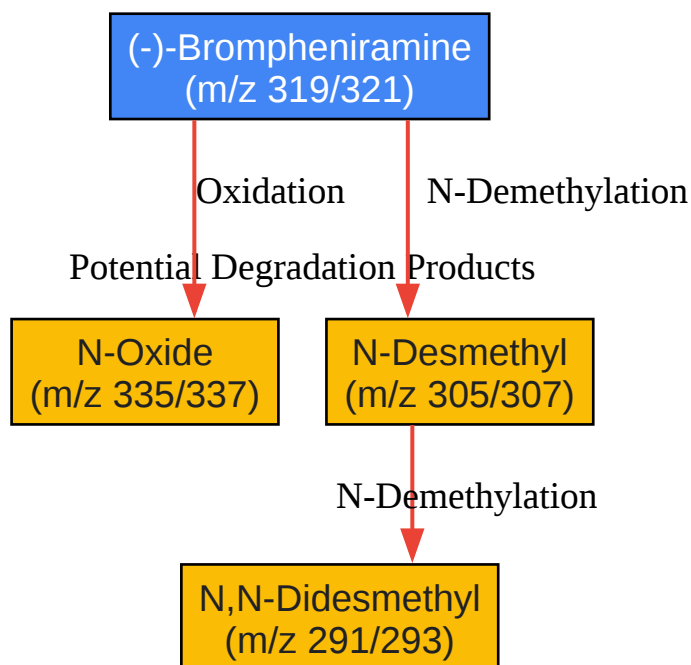 (-)-Brompheniramine
(m/z 319/321)
Oxidation
N-Demethylation
Potential Degradation Products
N-Oxide
(m/z 335/337)
N-Desmethyl
(m/z 305/307)
N-Demethylation
N,N-Didesmethyl
(m/z 291/293)